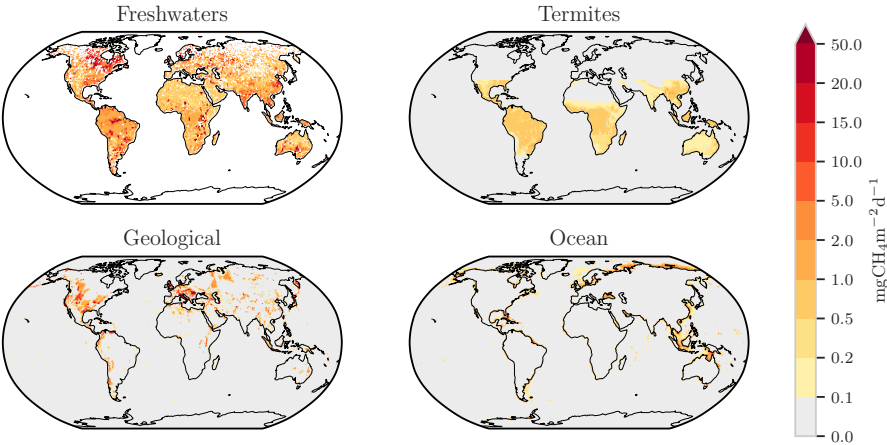 Freshwaters
Termites
Geological
Ocean
50.0
20.0
15.0
10.0
5.0
2.0
1.0
0.5
0.2
0.1
0.0
mgCH₄m⁻²d⁻¹